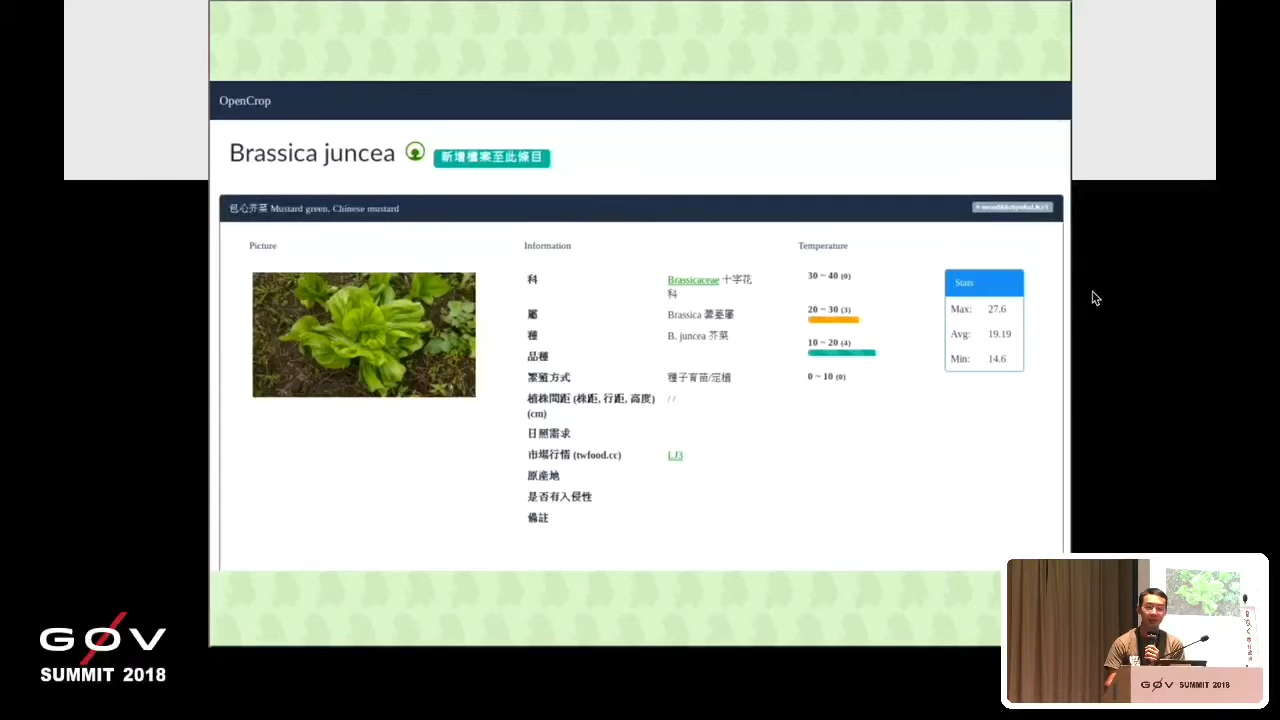 OpenCrop
Brassica juncea 新增檔案至此條目
包心芥菜 Mustard green, Chinese mustard
Picture
Information
Temperature
科 Brassicaceae 十字花
科
屬 Brassica 蕓薹屬
種 B. juncea 芥菜
品種
繁殖方式 種子育苗/定植
植株間距 (株距, 行距, 高度) / /
(cm)
日照需求
市場行情 (twfood.cc) LJ3
原產地
是否有入侵性
備註
30 ~ 40 (0)
20 ~ 30 (3)
10 ~ 20 (4)
0 ~ 10 (0)
Stats
Max: 27.6
Avg: 19.19
Min: 14.6
G0V
SUMMIT 2018
G0V SUMMIT 2018